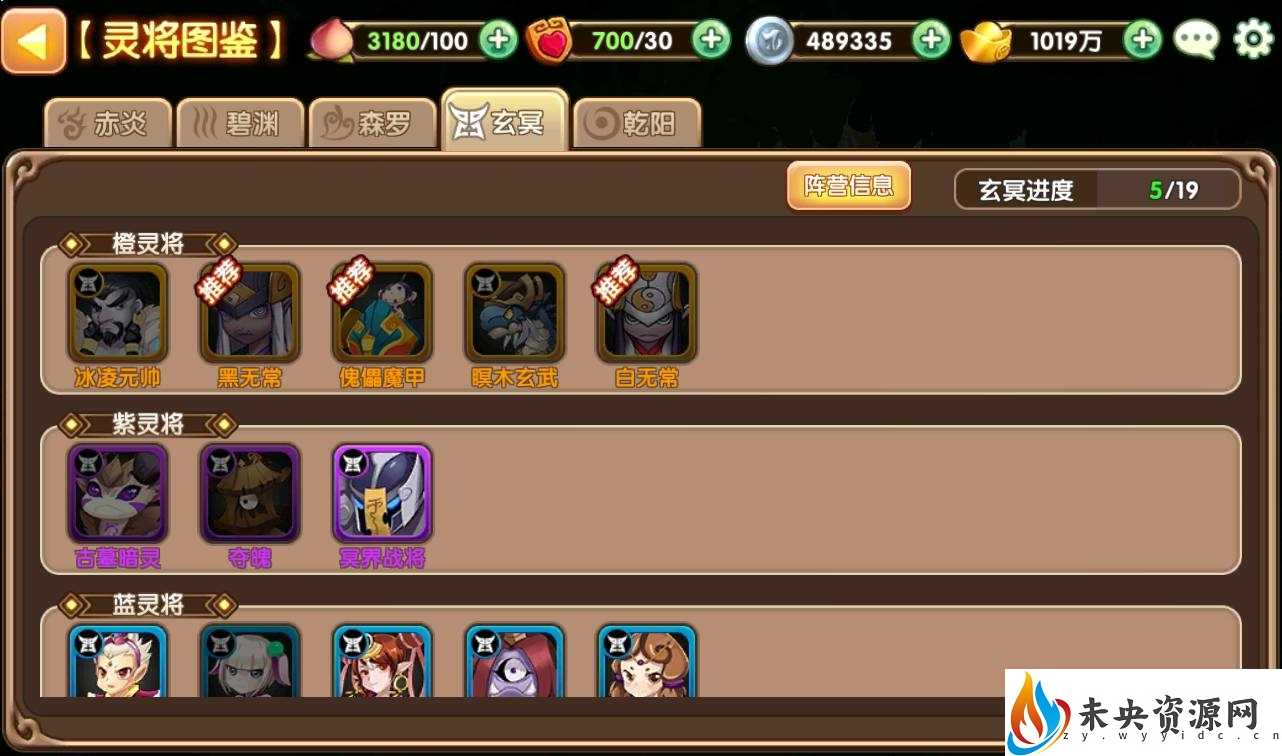 【灵将图鉴】
3180/100
700/30
489335
1019万
赤炎
碧渊
森罗
玄冥
乾阳
阵营信息
玄冥进度
5/19
橙灵将
推荐
推荐
推荐
冰凌元帅
黑无常
傀儡魔甲
瞑木玄武
白无常
紫灵将
古墓暗灵
夺魄
冥界战将
蓝灵将
未央资源网
zy.wyyidc.cn